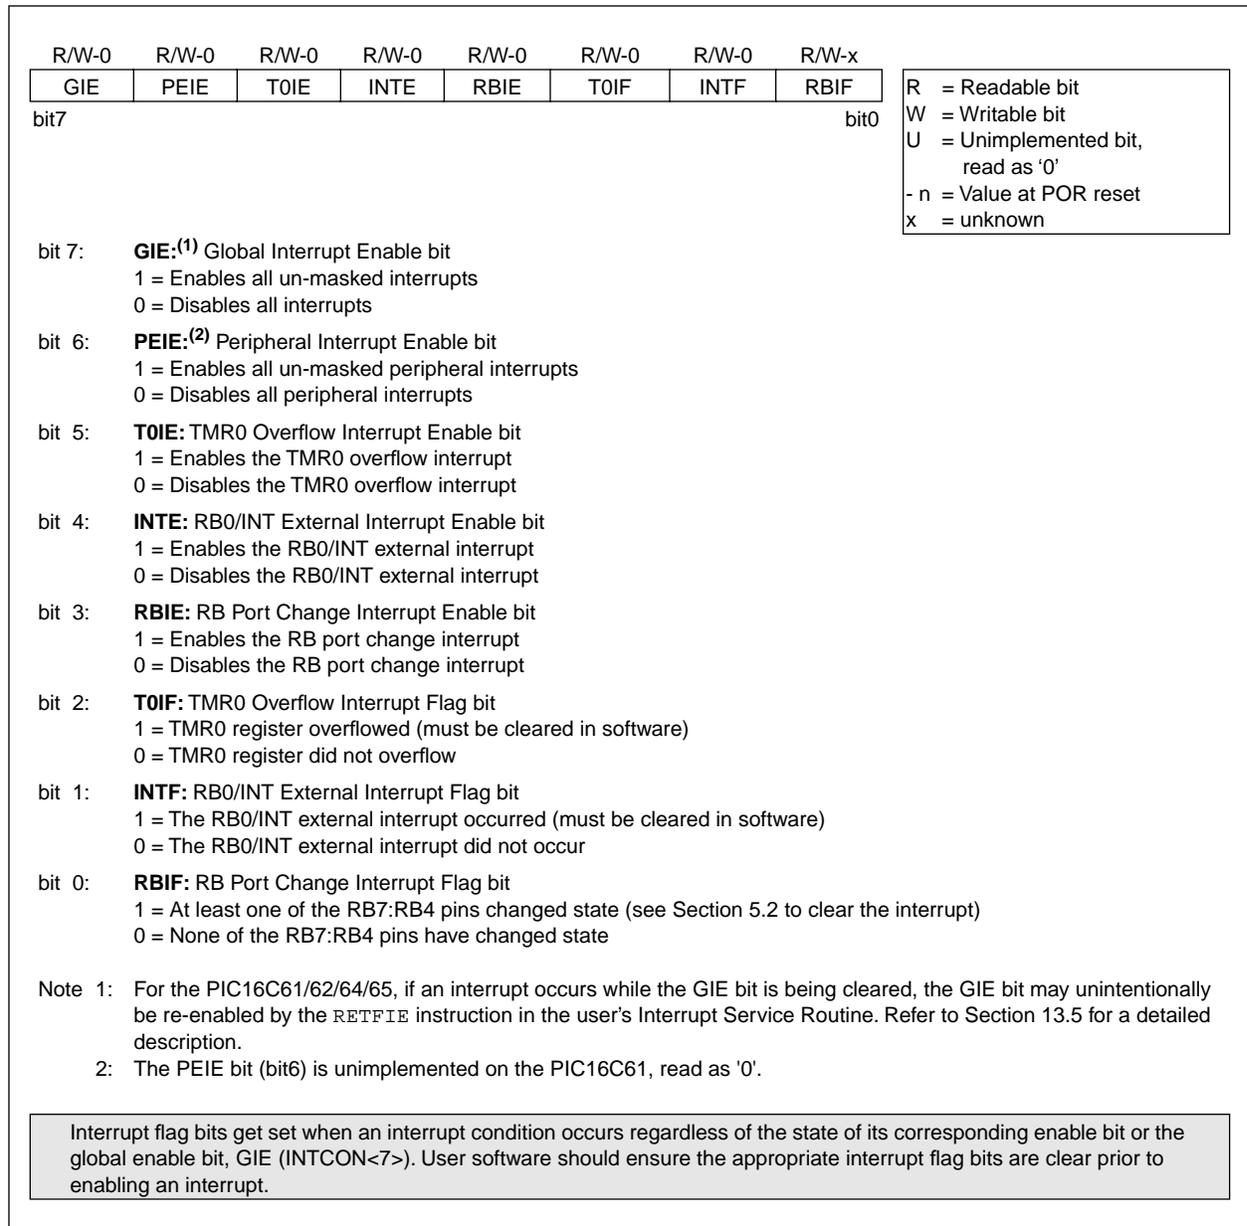 R/W-0 R/W-0 R/W-0 R/W-0 R/W-0 R/W-0 R/W-0 R/W-x
GIE PEIE T0IE INTE RBIE T0IF INTF RBIF
bit7 bit0
R = Readable bit
W = Writable bit
U = Unimplemented bit,
read as ‘0’
- n = Value at POR reset
x = unknown
bit 7: GIE:(1) Global Interrupt Enable bit
1 = Enables all un-masked interrupts
0 = Disables all interrupts
bit 6: PEIE:(2) Peripheral Interrupt Enable bit
1 = Enables all un-masked peripheral interrupts
0 = Disables all peripheral interrupts
bit 5: T0IE: TMR0 Overflow Interrupt Enable bit
1 = Enables the TMR0 overflow interrupt
0 = Disables the TMR0 overflow interrupt
bit 4: INTE: RB0/INT External Interrupt Enable bit
1 = Enables the RB0/INT external interrupt
0 = Disables the RB0/INT external interrupt
bit 3: RBIE: RB Port Change Interrupt Enable bit
1 = Enables the RB port change interrupt
0 = Disables the RB port change interrupt
bit 2: T0IF: TMR0 Overflow Interrupt Flag bit
1 = TMR0 register overflowed (must be cleared in software)
0 = TMR0 register did not overflow
bit 1: INTF: RB0/INT External Interrupt Flag bit
1 = The RB0/INT external interrupt occurred (must be cleared in software)
0 = The RB0/INT external interrupt did not occur
bit 0: RBIF: RB Port Change Interrupt Flag bit
1 = At least one of the RB7:RB4 pins changed state (see Section 5.2 to clear the interrupt)
0 = None of the RB7:RB4 pins have changed state
Note 1: For the PIC16C61/62/64/65, if an interrupt occurs while the GIE bit is being cleared, the GIE bit may unintentionally
be re-enabled by the RETFIE instruction in the user’s Interrupt Service Routine. Refer to Section 13.5 for a detailed
description.
2: The PEIE bit (bit6) is unimplemented on the PIC16C61, read as '0'.
Interrupt flag bits get set when an interrupt condition occurs regardless of the state of its corresponding enable bit or the
global enable bit, GIE (INTCON<7>). User software should ensure the appropriate interrupt flag bits are clear prior to
enabling an interrupt.